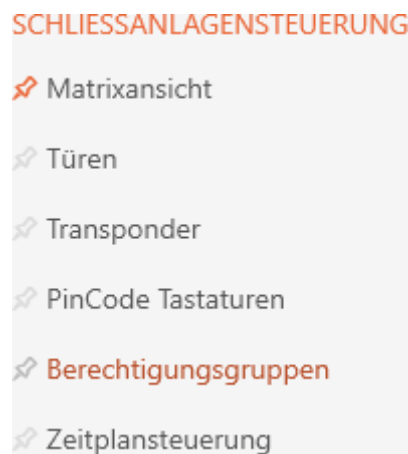 SCHLIESSANLAGENSTEUERUNG
Matrixansicht
Türen
Transponder
PinCode Tastaturen
Berechtigungsgruppen
Zeitplansteuerung